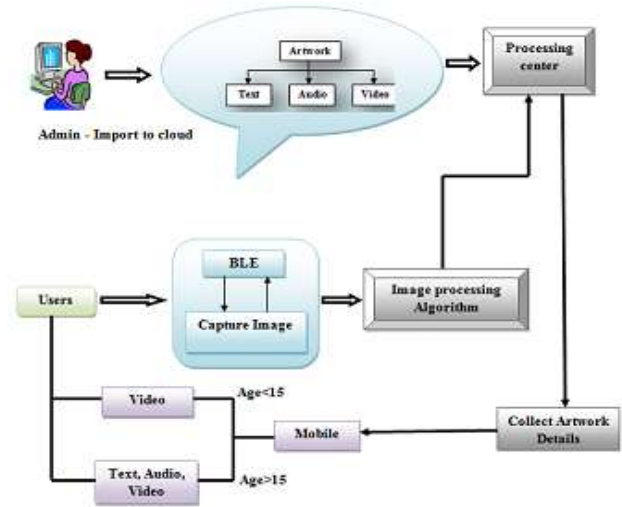 Artwork
Processing
center
Text
Audio
Video
Admin - Import to cloud
BLE
Users
Capture Image
Image processing
Algorithm
Video
Age<15
Mobile
Collect Artwork
Details
Text, Audio,
Video
Age>15